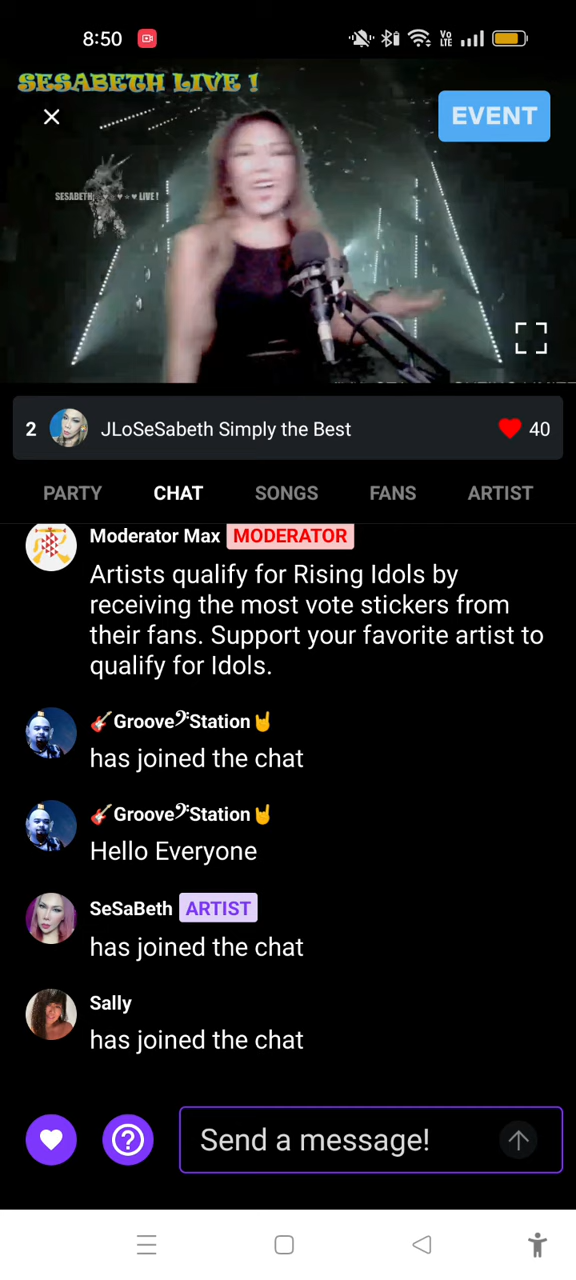 8:50
Vo
LTE
SESABETH LIVE !
EVENT
SESABETH
LIVE !
2 JLoSeSabeth Simply the Best 40
PARTY CHAT SONGS FANS ARTIST
Moderator Max MODERATOR
Artists qualify for Rising Idols by
receiving the most vote stickers from
their fans. Support your favorite artist to
qualify for Idols.
🎸Groove𝄢Station🤘
has joined the chat
🎸Groove𝄢Station🤘
Hello Everyone
SeSaBeth ARTIST
has joined the chat
Sally
has joined the chat
Send a message!